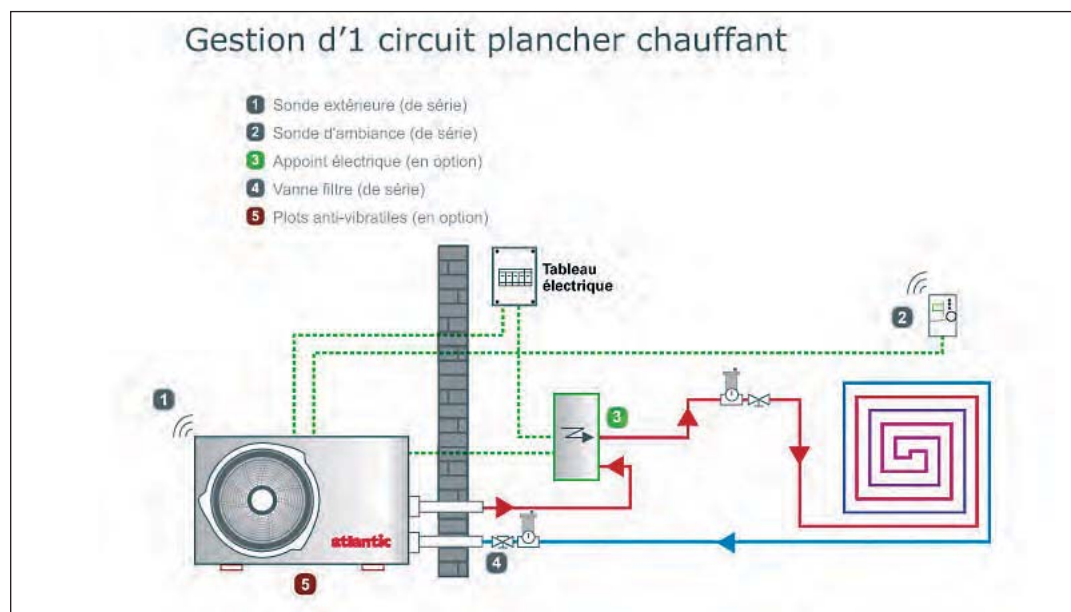 Gestion d'1 circuit plancher chauffant
1 Sonde extérieure (de série)
2 Sonde d'ambiance (de série)
3 Appoint électrique (en option)
4 Vanne filtre (de série)
5 Plots anti-vibratiles (en option)
Tableau
électrique
2
1
3
atlantic
4
5